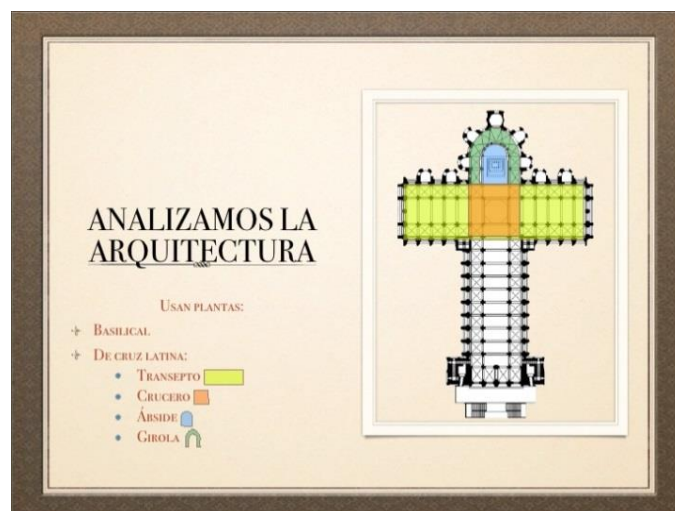 ANALIZAMOS LA
ARQUITECTURA
USAN PLANTAS:
BASILICAL
DE CRUZ LATINA:
TRANSEPTO
CRUCERO
ÁBSIDE
GIROLA